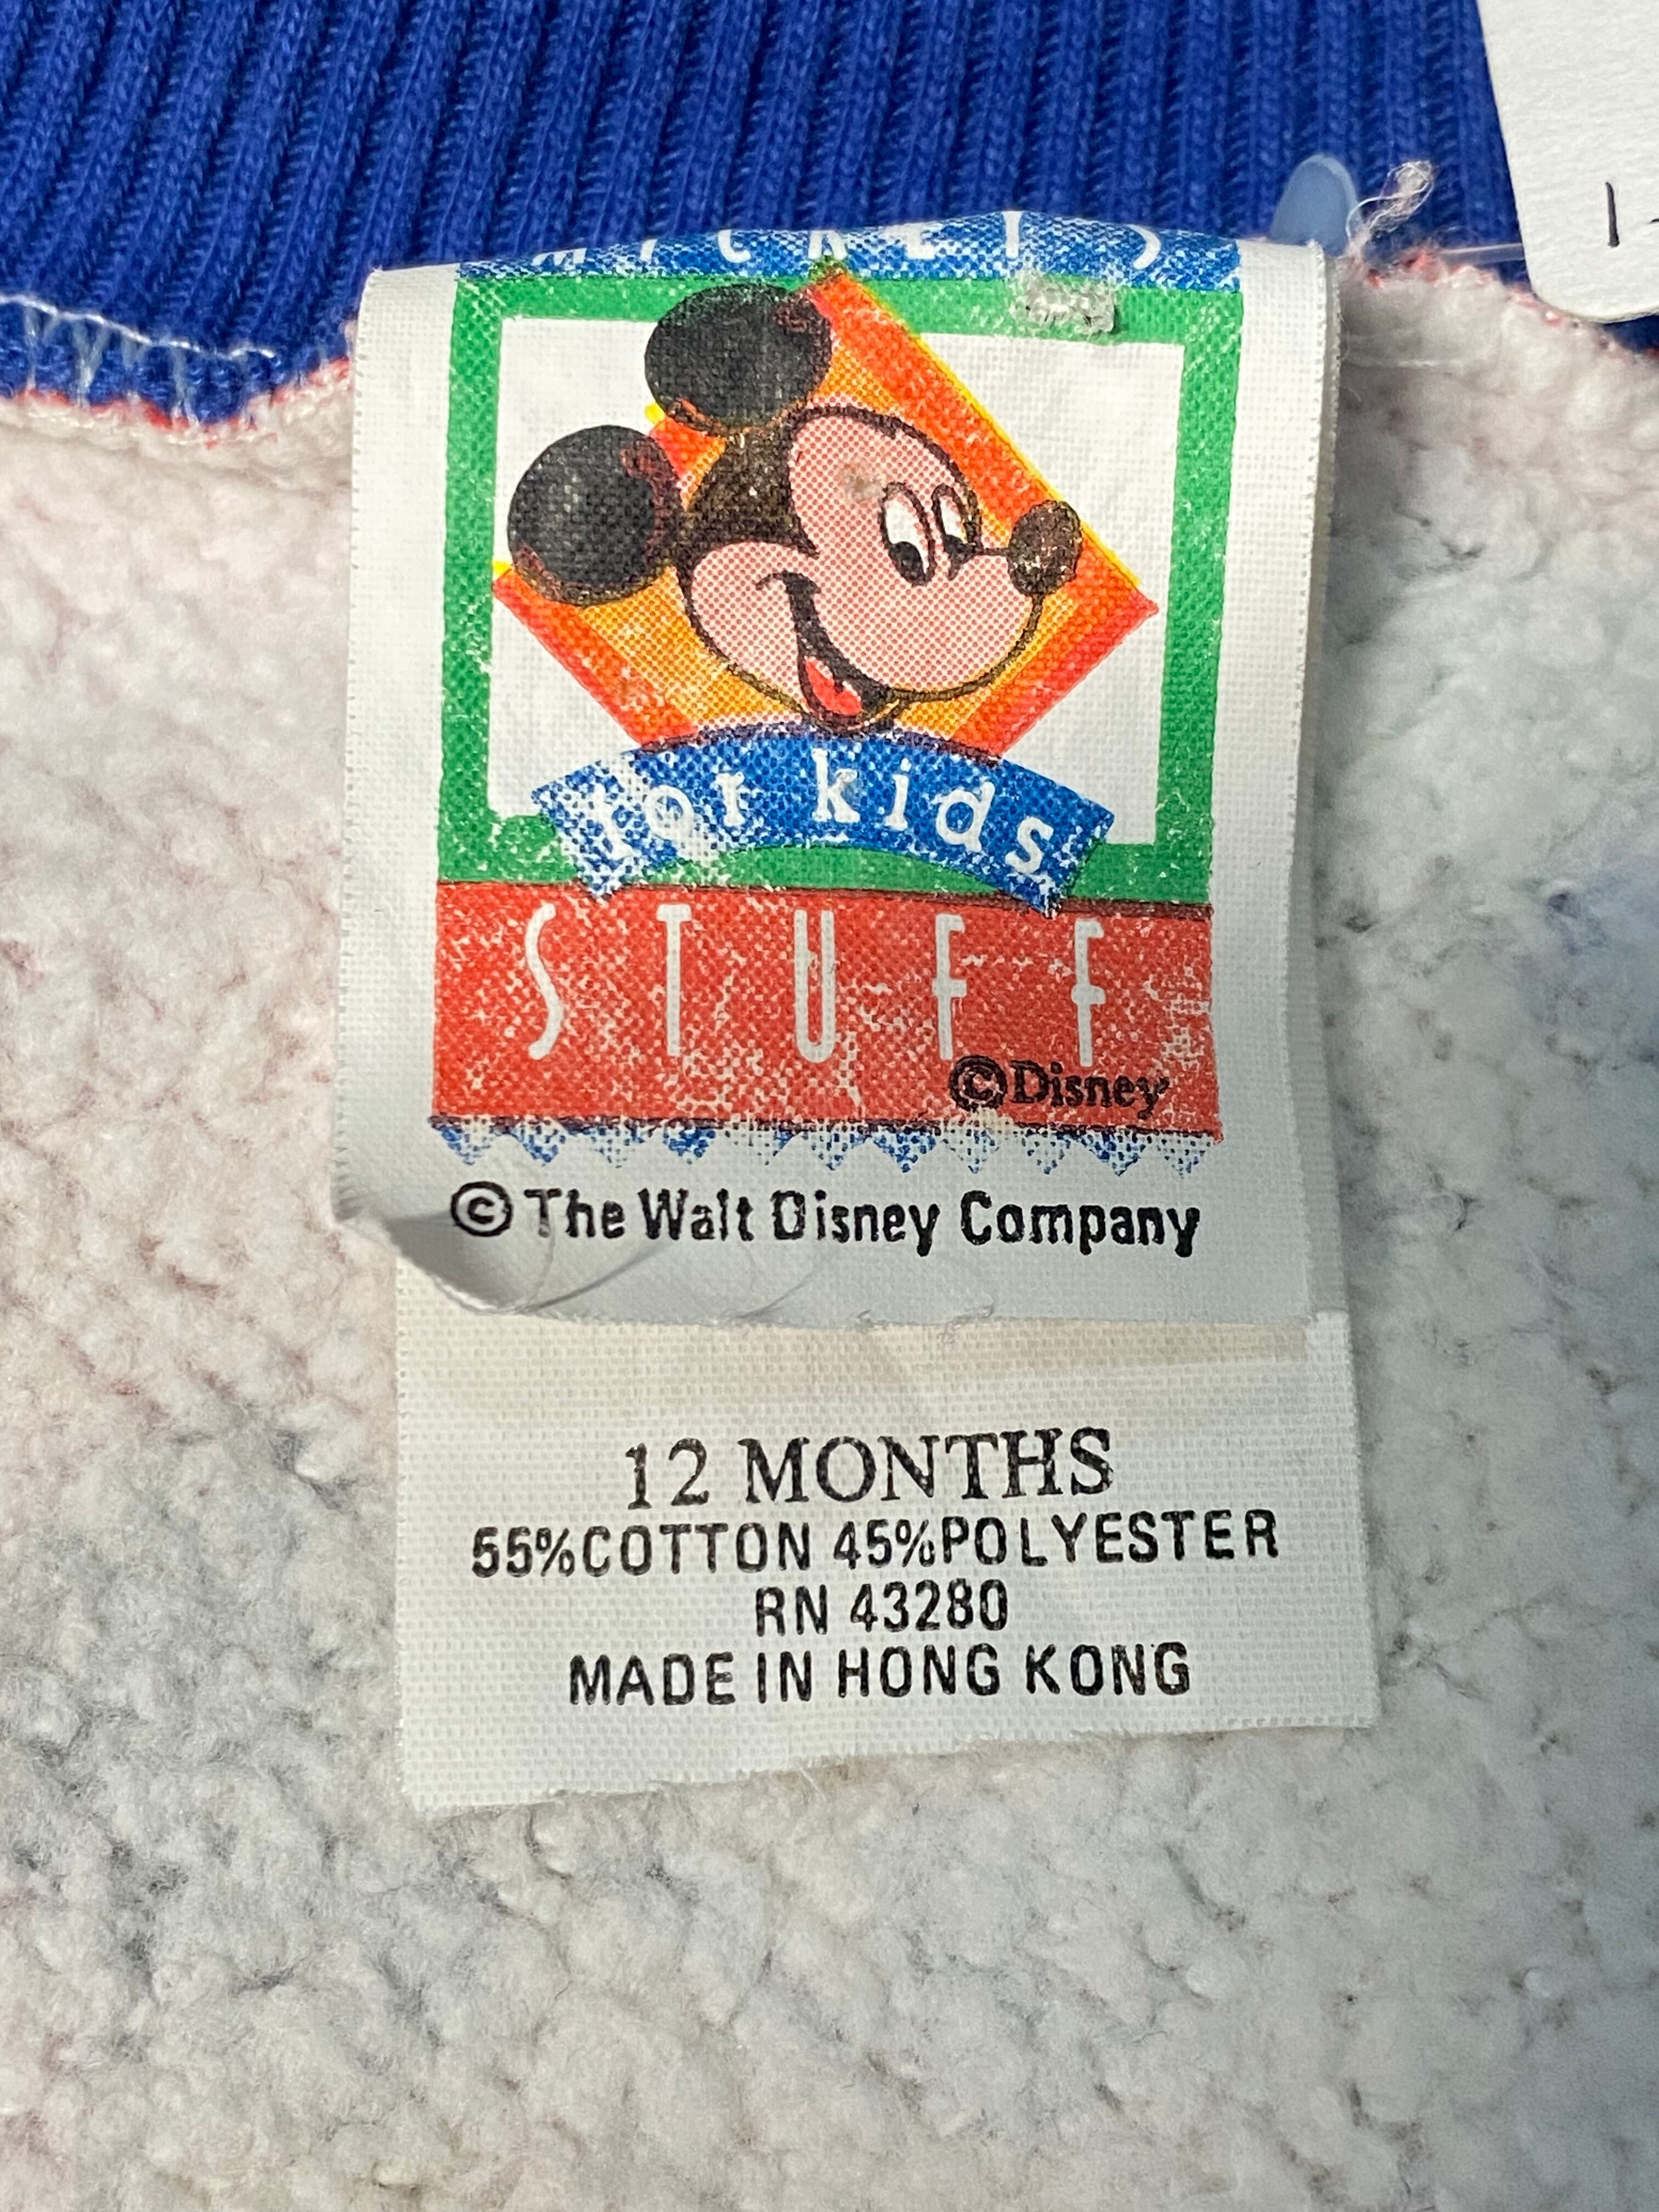 MICKEY'S
for kids
STUFF
©Disney
© The Walt Disney Company
12 MONTHS
55%COTTON 45%POLYESTER
RN 43280
MADE IN HONG KONG